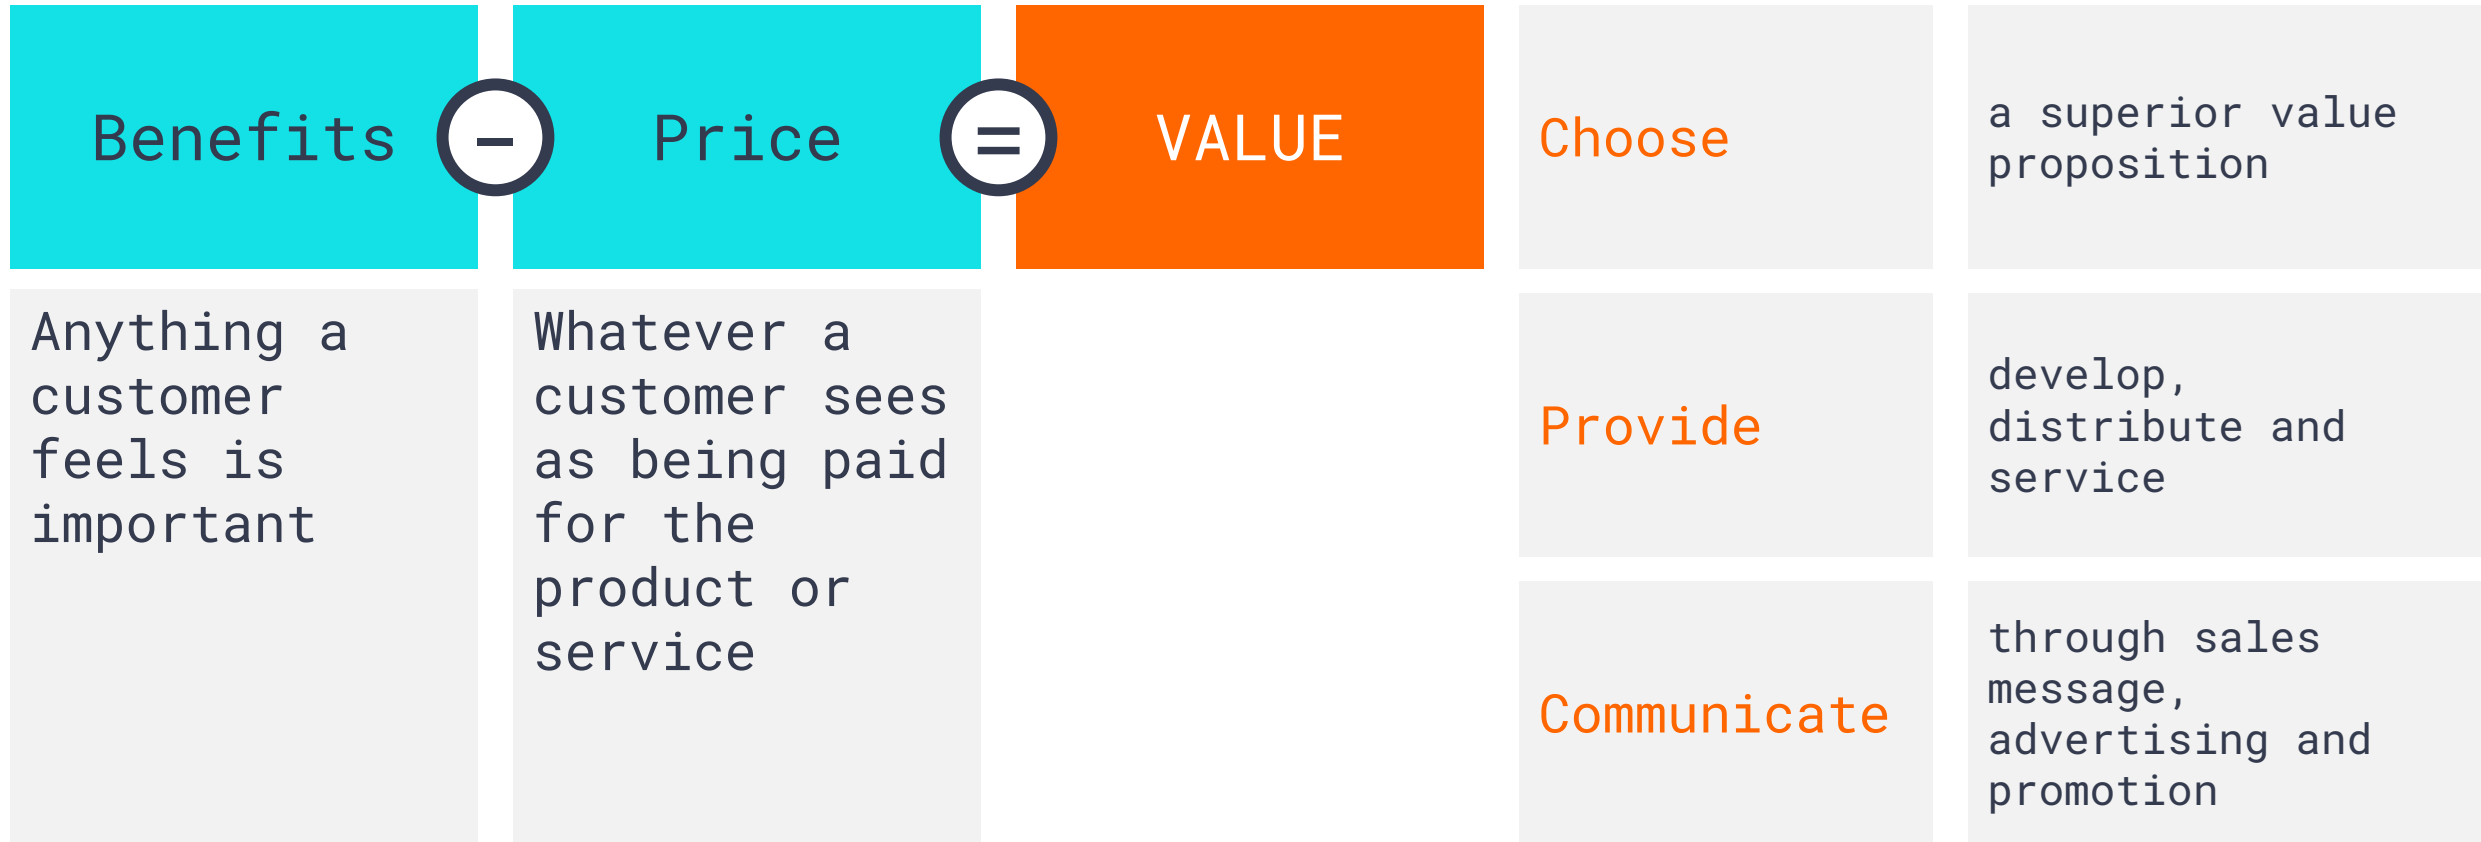 Benefits
-
Price
=
VALUE
Anything a
customer
feels is
important
Whatever a
customer sees
as being paid
for the
product or
service
Choose
a superior value
proposition
Provide
develop,
distribute and
service
Communicate
through sales
message,
advertising and
promotion